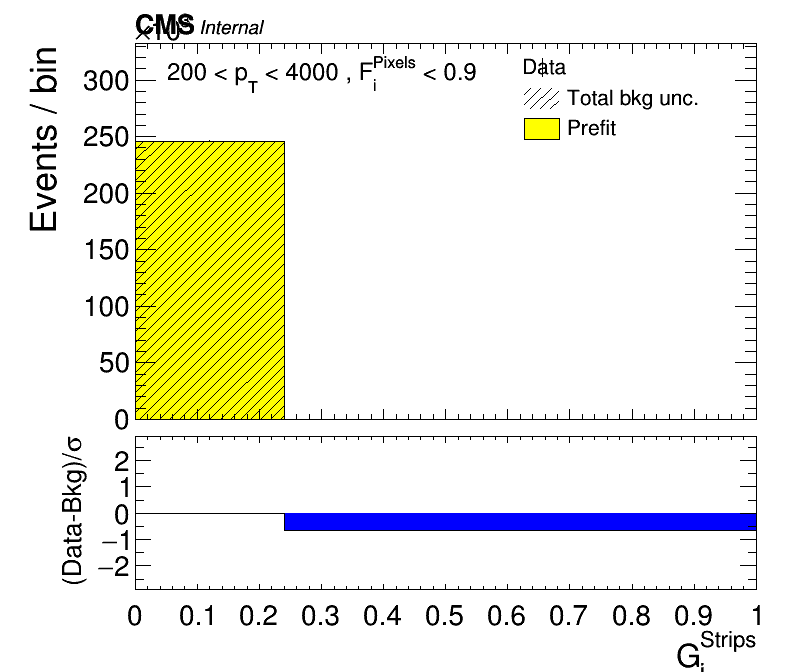 CMS Internal
×10³
200 < p_T < 4000 , F_i^Pixels < 0.9
Data
Total bkg unc.
Prefit
Events / bin
300
250
200
150
100
50
0
(Data-Bkg)/σ
2
1
0
−1
−2
0 0.1 0.2 0.3 0.4 0.5 0.6 0.7 0.8 0.9 1
G_i^Strips